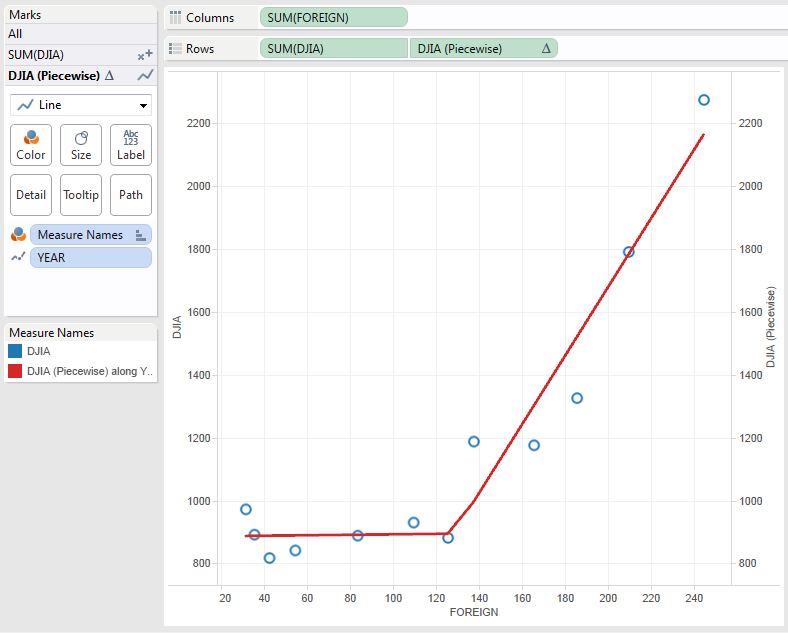 Marks
All
SUM(DJIA)
DJIA (Piecewise) Δ
Line
Color
Size
Abc
123
Label
Detail
Tooltip
Path
Measure Names
YEAR
Measure Names
DJIA
DJIA (Piecewise) along Y..
Columns
SUM(FOREIGN)
Rows
SUM(DJIA)
DJIA (Piecewise) Δ
2200
2000
1800
1600
1400
1200
1000
800
DJIA
2200
2000
1800
1600
1400
1200
1000
800
DJIA (Piecewise)
20
40
60
80
100
120
140
160
180
200
220
240
FOREIGN